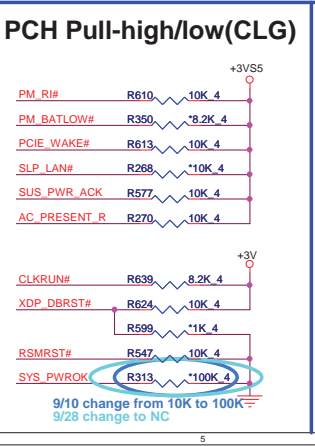 PCH Pull-high/low(CLG)
+3VS5
PM_RI# R610 10K_4
PM_BATLOW# R350 *8.2K_4
PCIE_WAKE# R613 10K_4
SLP_LAN# R268 *10K_4
SUS_PWR_ACK R577 10K_4
AC_PRESENT_R R270 10K_4
+3V
CLKRUN# R639 8.2K_4
XDP_DBRST# R624 10K_4
R599 *1K_4
RSMRST# R547 10K_4
SYS_PWROK R313 *100K_4
9/10 change from 10K to 100K
9/28 change to NC
5